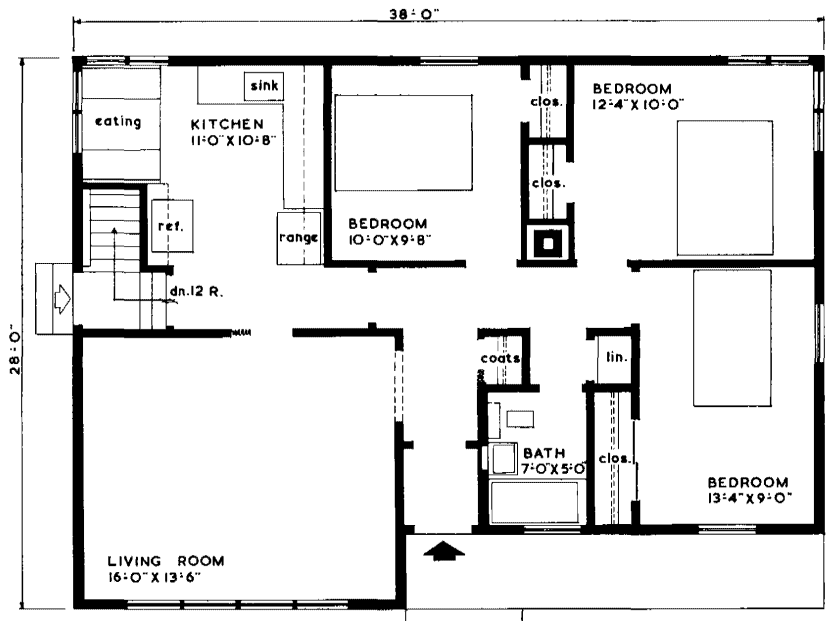 38'-0"
sink
clos.
BEDROOM
12'-4" X 10'-0"
eating
KITCHEN
11'-0" X 10'-8"
clos.
ref.
range
BEDROOM
10'-0" X 9'-8"
dn. 12 R.
28'-0"
coats
lin.
BATH
7'-0" X 5'-0"
clos.
BEDROOM
13'-4" X 9'-0"
LIVING ROOM
16'-0" X 13'-6"